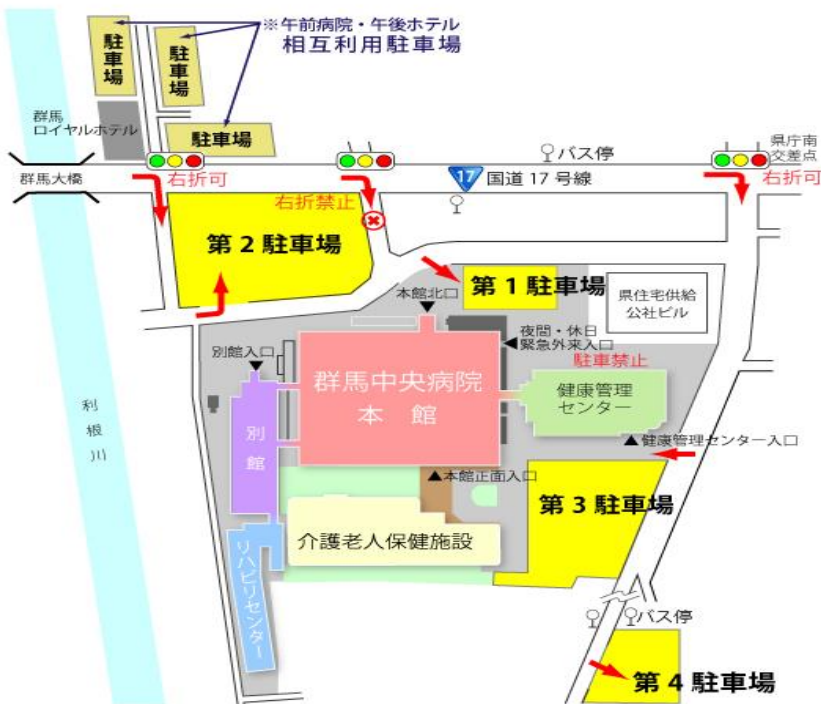 ※午前病院・午後ホテル
相互利用駐車場
駐車場
駐車場
駐車場
群馬
ロイヤルホテル
群馬大橋
右折可
右折禁止
バス停
17
国道 17 号線
県庁南
交差点
右折可
第 2 駐車場
第 1 駐車場
県住宅供給
公社ビル
本館北口
夜間・休日
緊急外来入口
駐車禁止
別館入口
群馬中央病院
本 館
健康管理
センター
別館
利根川
健康管理センター入口
本館正面入口
第 3 駐車場
介護老人保健施設
リハビリセンター
バス停
第 4 駐車場